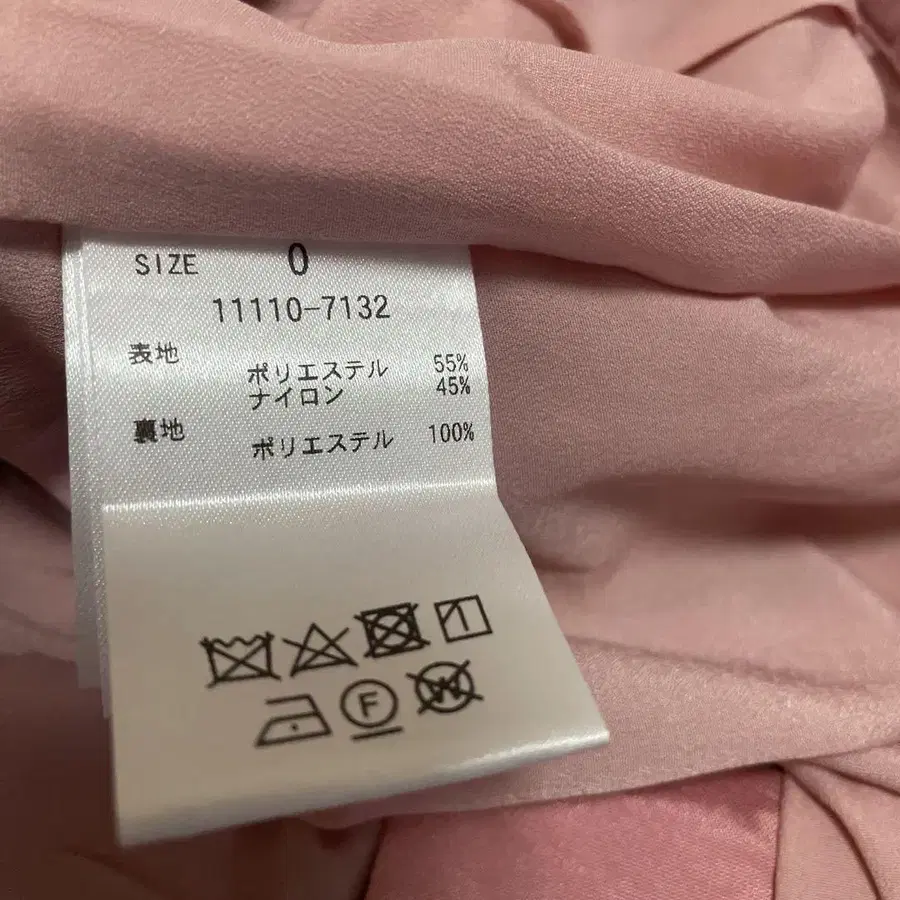 SIZE 0
11110-7132
表地
ポリエステル 55%
ナイロン 45%
裏地
ポリエステル 100%
F W